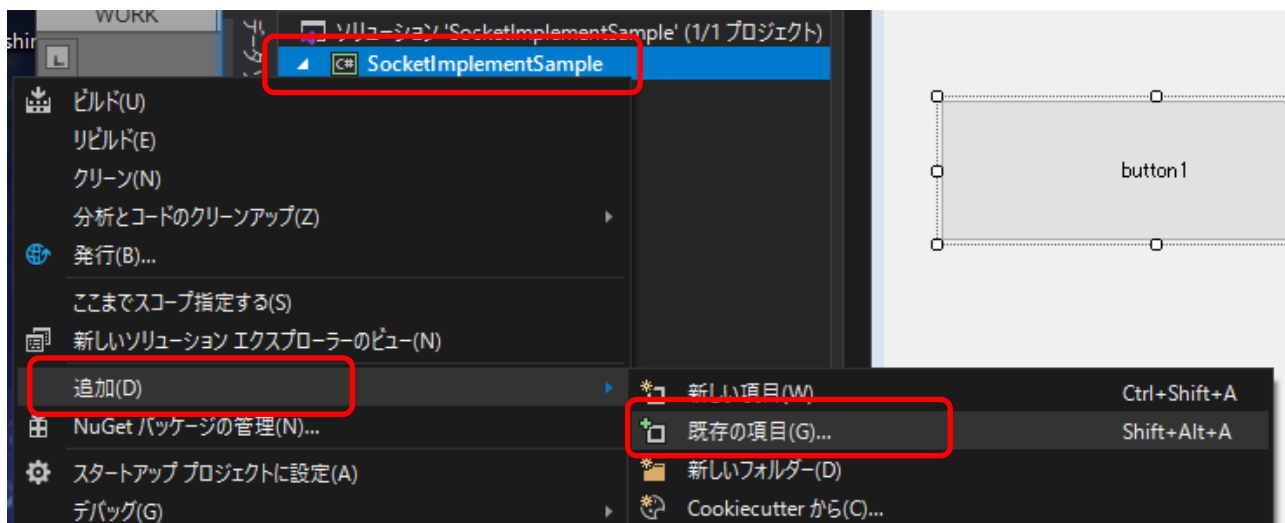 WORK
shir
ソリューション 'SocketImplementSample' (1/1 プロジェクト)
C# SocketImplementSample
ビルド(U)
リビルド(E)
クリーン(N)
分析とコードのクリーンアップ(Z)
発行(B)...
ここまでスコープ指定する(S)
新しいソリューション エクスプローラーのビュー(N)
追加(D)
NuGet パッケージの管理(N)...
スタートアップ プロジェクトに設定(A)
デバッグ(G)
新しい項目(W)... Ctrl+Shift+A
既存の項目(G)... Shift+Alt+A
新しいフォルダー(D)
Cookiecutter から(C)...
button1